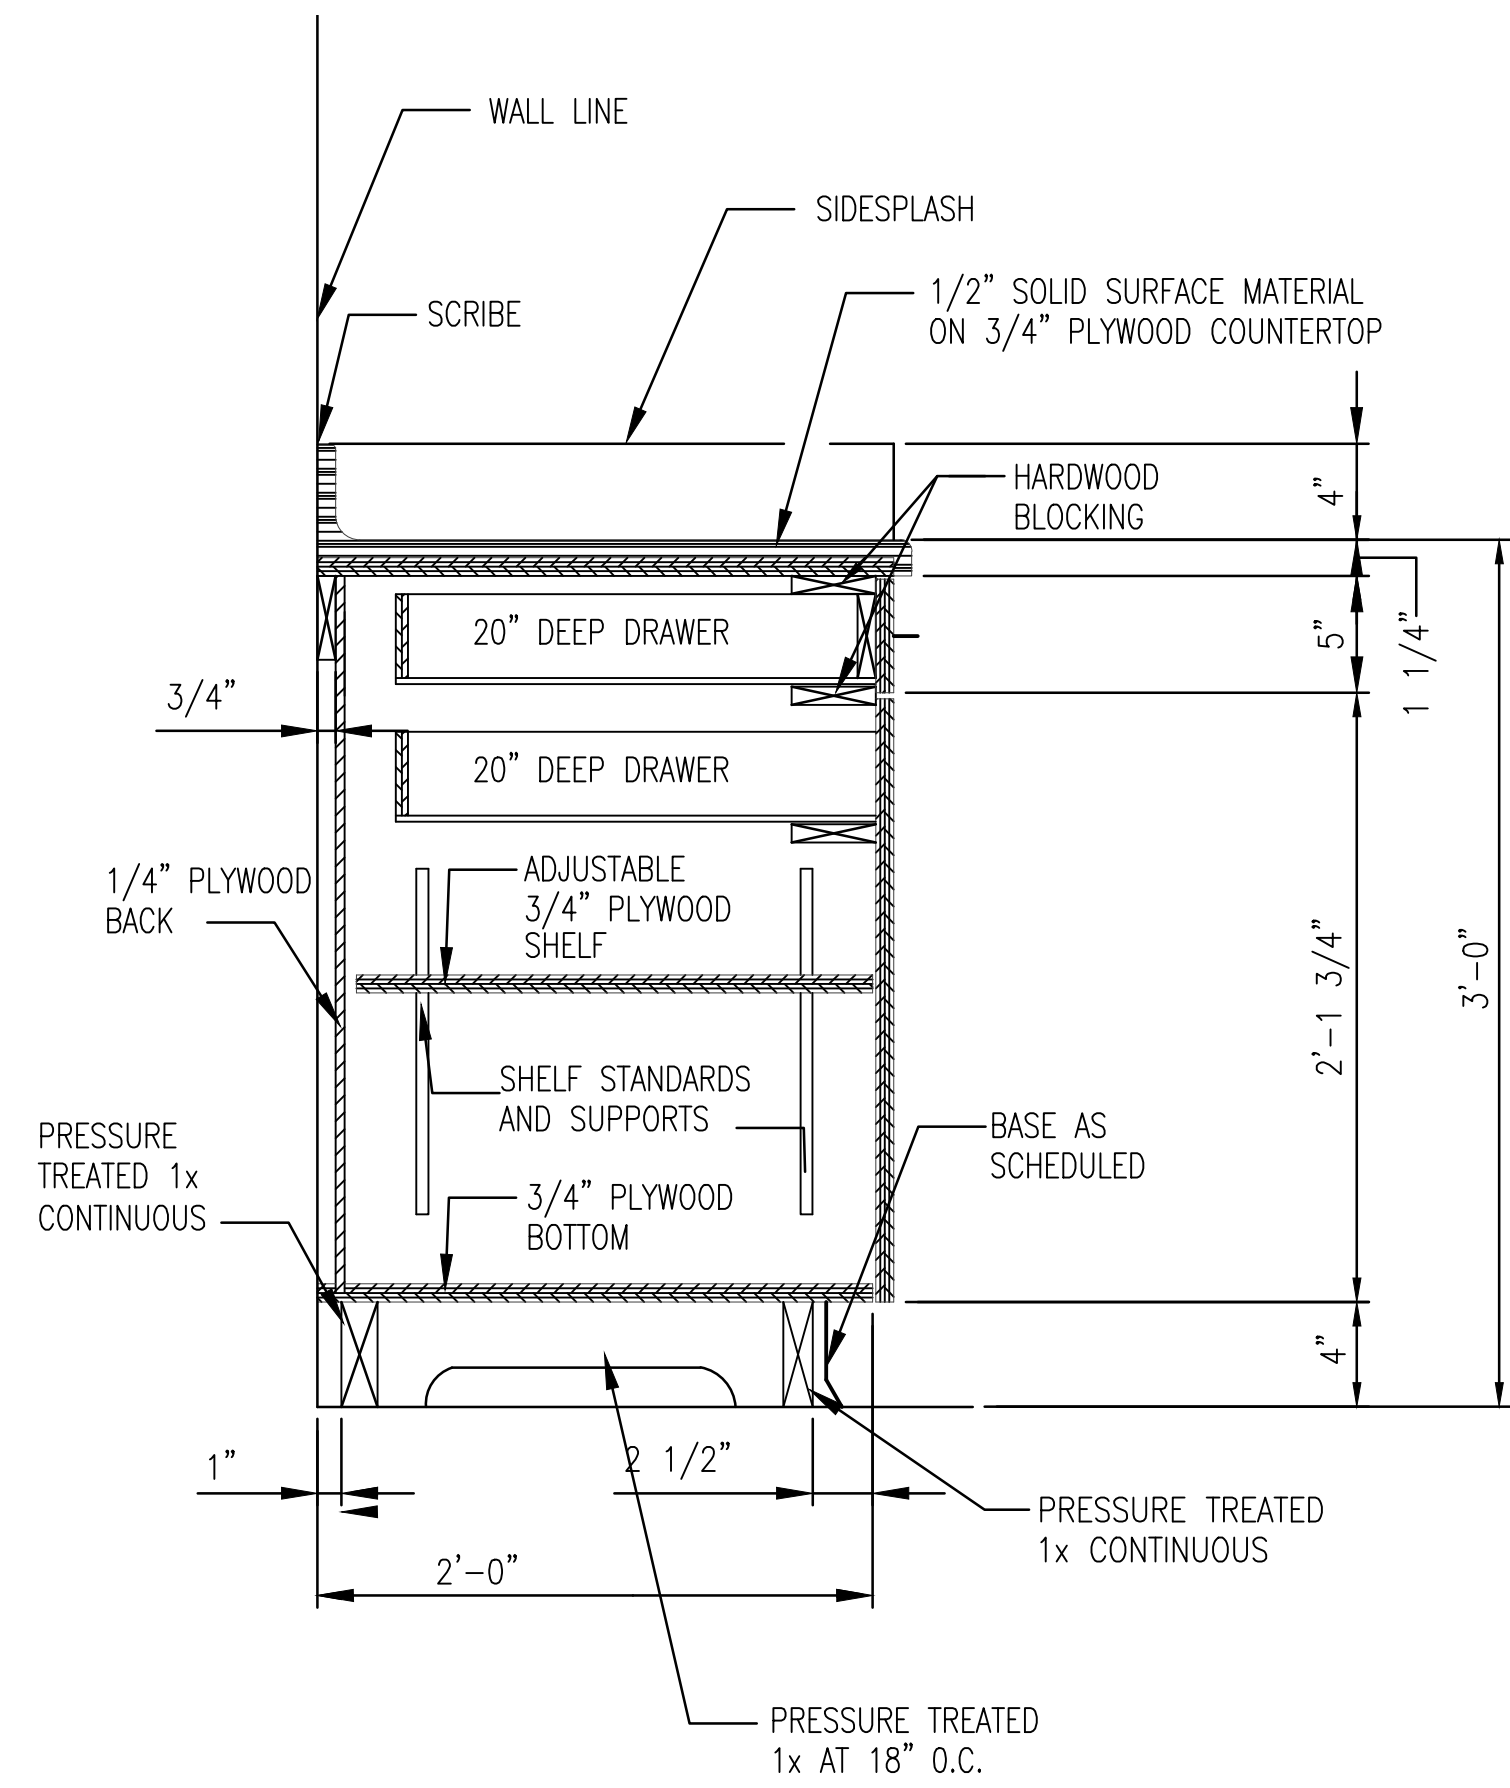 WALL LINE
SIDESPLASH
1/2” SOLID SURFACE MATERIAL
ON 3/4” PLYWOOD COUNTERTOP
SCRIBE
HARDWOOD
BLOCKING
4”
1 1/4”
5”
20” DEEP DRAWER
3/4”
20” DEEP DRAWER
1/4” PLYWOOD
BACK
ADJUSTABLE
3/4” PLYWOOD
SHELF
2'-1 3/4”
3'-0”
SHELF STANDARDS
AND SUPPORTS
PRESSURE
TREATED 1x
CONTINUOUS
BASE AS
SCHEDULED
3/4” PLYWOOD
BOTTOM
4”
1”
2 1/2”
2'-0”
PRESSURE TREATED
1x CONTINUOUS
PRESSURE TREATED
1x AT 18” O.C.